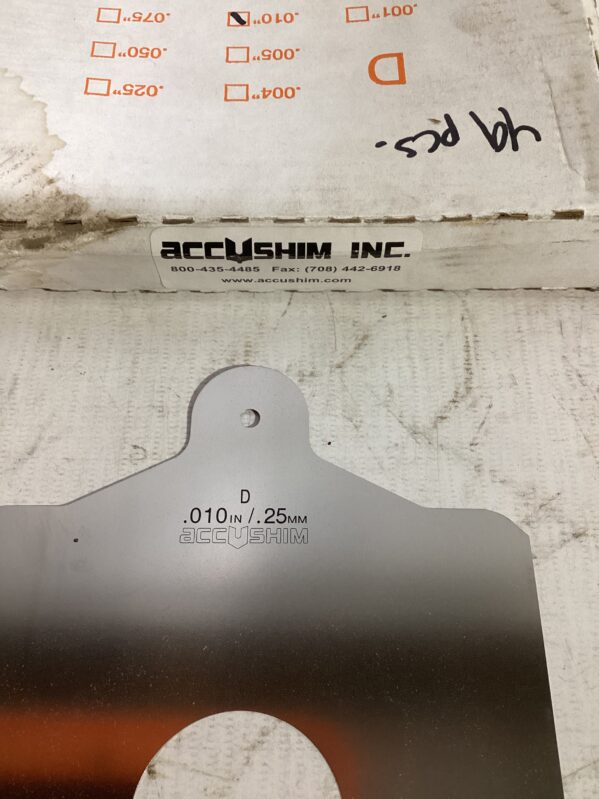 .001"
.010"
.075"
D
.005"
.050"
.004"
.025"
49 pcs.
ACCUSHIM INC.
800-435-4485 Fax: (708) 442-6918
www.accushim.com
D
.010IN /.25MM
ACCUSHIM